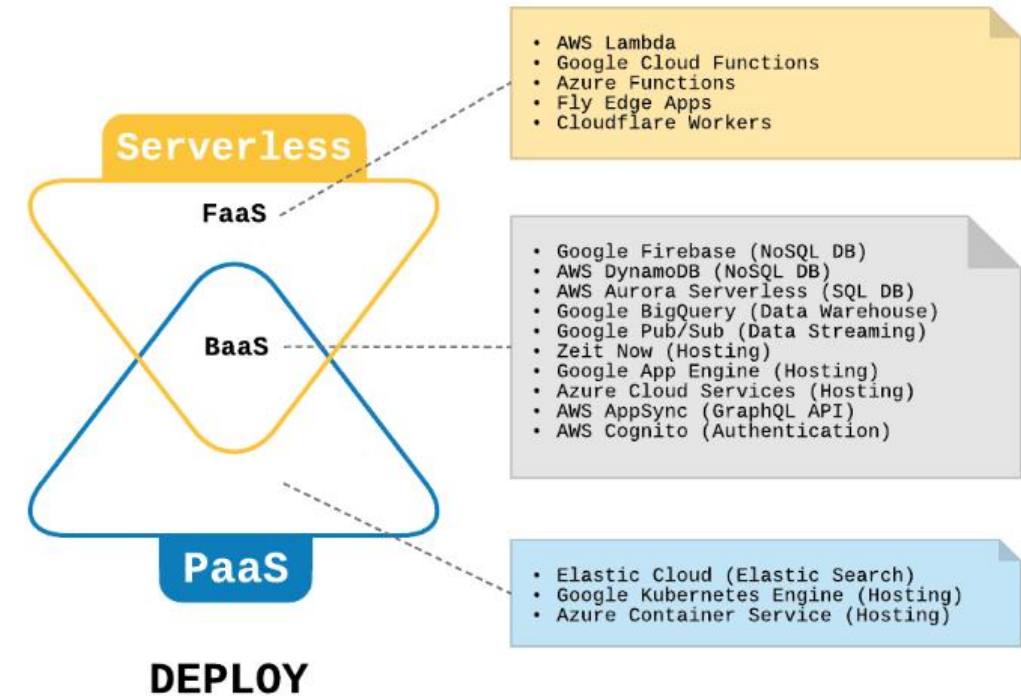 • AWS Lambda
• Google Cloud Functions
• Azure Functions
• Fly Edge Apps
• Cloudflare Workers
Serverless
FaaS
• Google Firebase (NoSQL DB)
• AWS DynamoDB (NoSQL DB)
• AWS Aurora Serverless (SQL DB)
• Google BigQuery (Data Warehouse)
• Google Pub/Sub (Data Streaming)
• Zeit Now (Hosting)
• Google App Engine (Hosting)
• Azure Cloud Services (Hosting)
• AWS AppSync (GraphQL API)
• AWS Cognito (Authentication)
BaaS
• Elastic Cloud (Elastic Search)
• Google Kubernetes Engine (Hosting)
• Azure Container Service (Hosting)
PaaS
DEPLOY